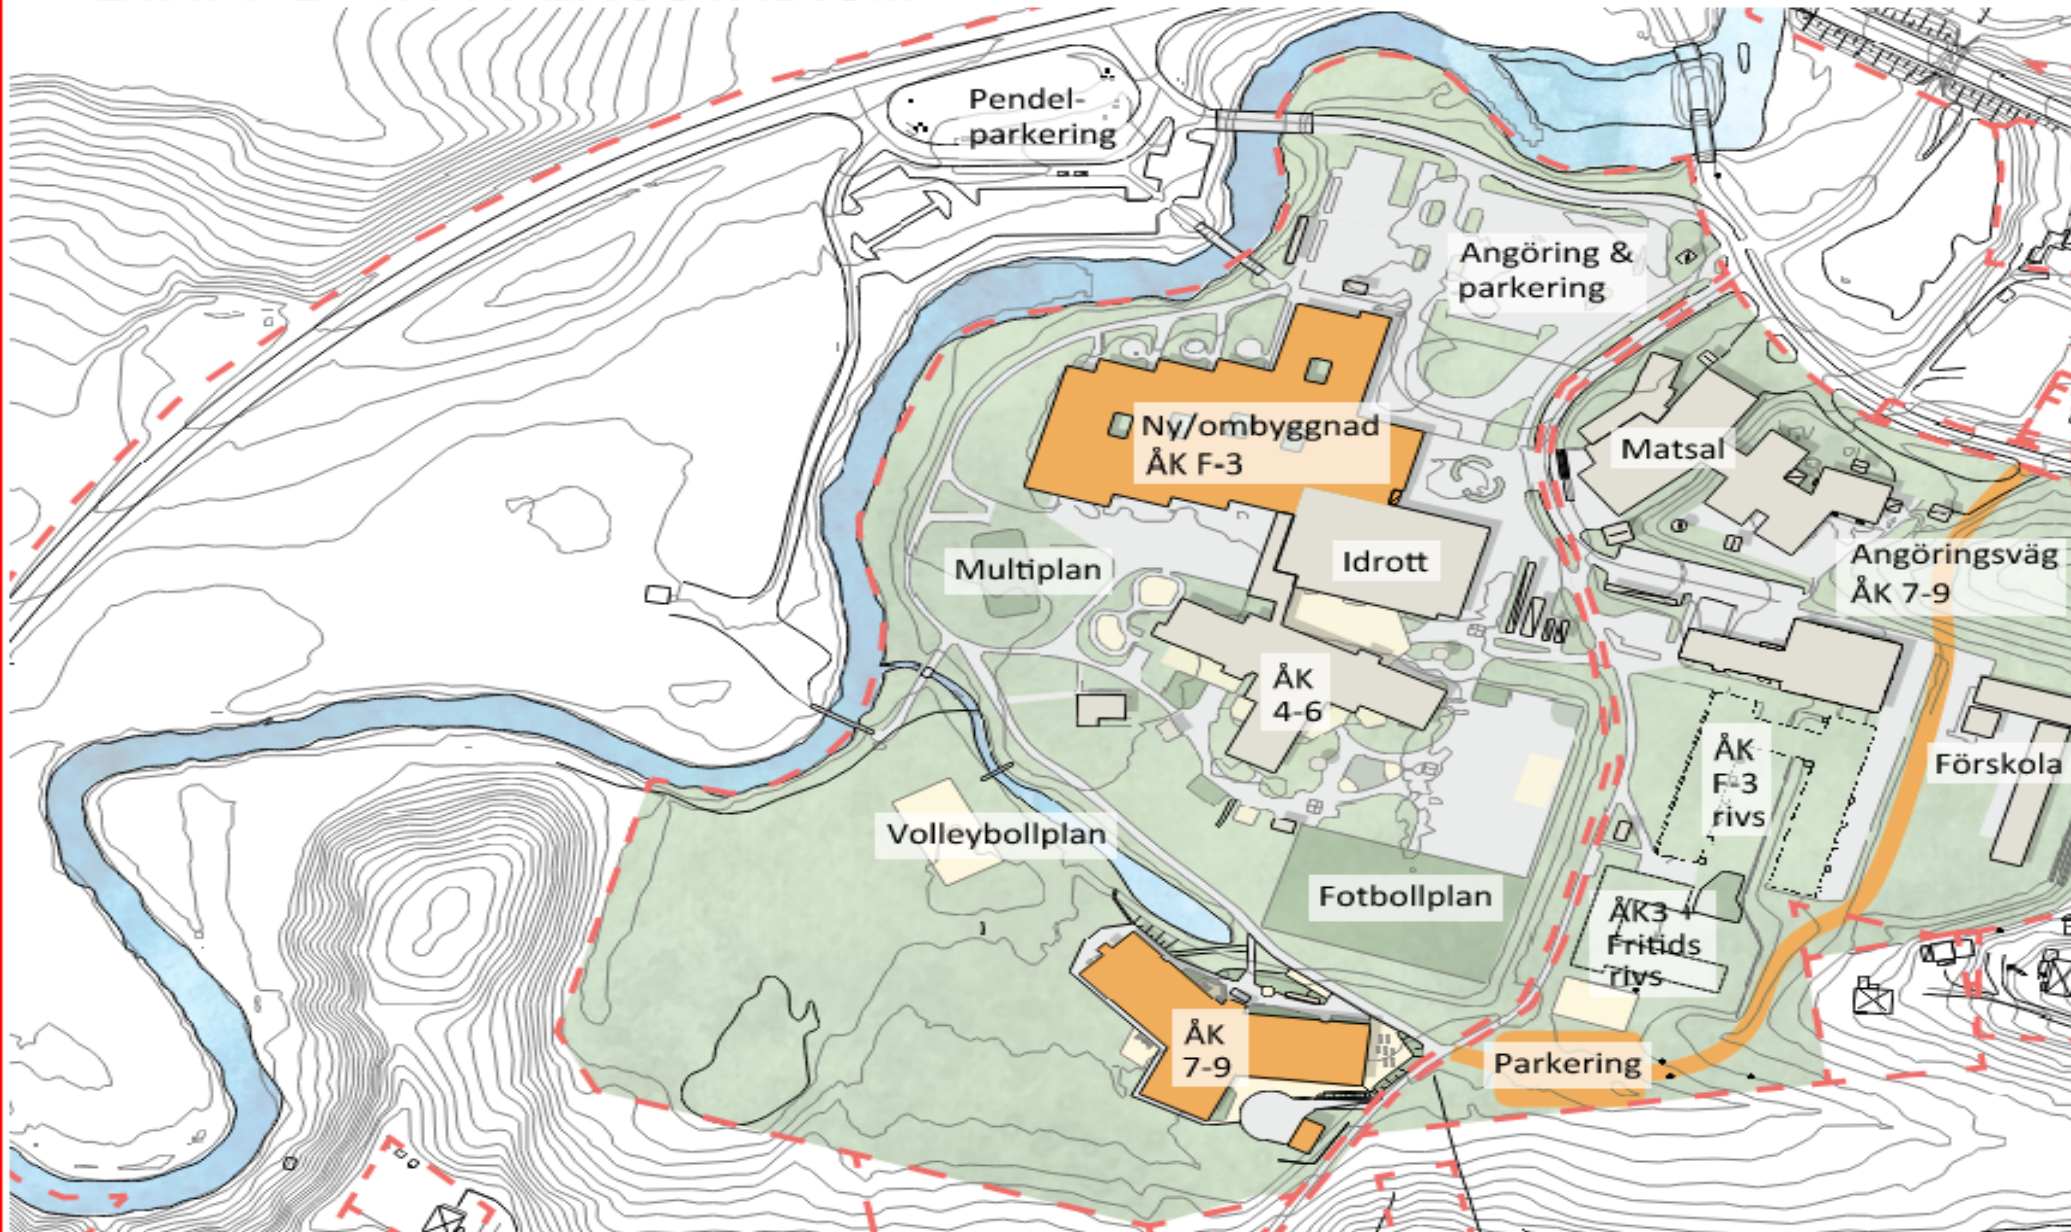 Pendel-
parkering
Angöring &
parkering
Ny/ombyggnad
ÅK F-3
Matsal
Idrott
Multiplan
Angöringsväg
ÅK 7-9
ÅK
4-6
ÅK
F-3
rivs
Förskola
Volleybollplan
Fotbollplan
ÅK3 +
Fritids
rivs
ÅK
7-9
Parkering